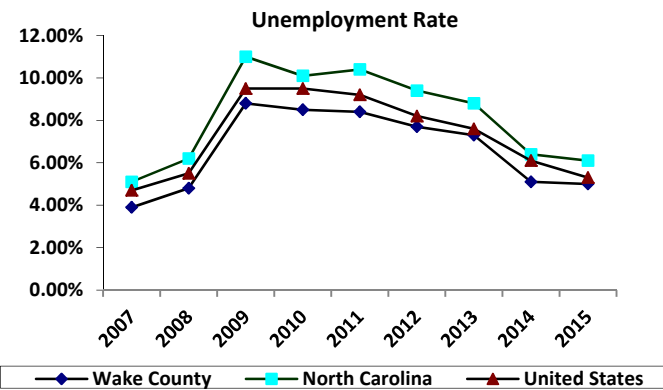 Unemployment Rate
12.00%
10.00%
8.00%
6.00%
4.00%
2.00%
0.00%
2007 2008 2009 2010 2011 2012 2013 2014 2015
Wake County North Carolina United States